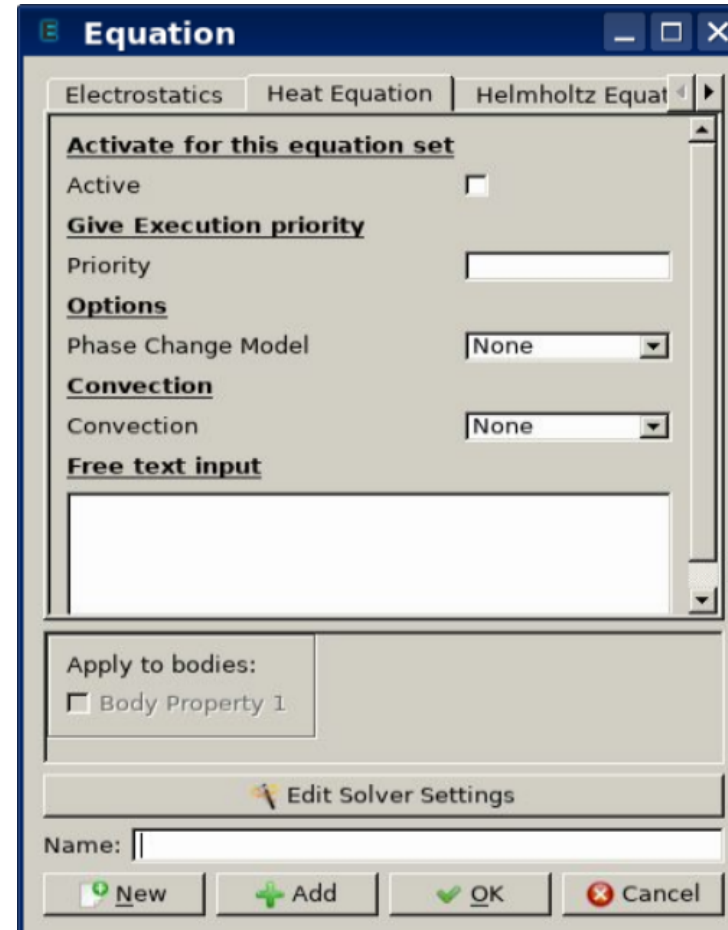 Equation
Electrostatics Heat Equation Helmholtz Equat
Activate for this equation set
Active
Give Execution priority
Priority
Options
Phase Change Model None
Convection
Convection None
Free text input
Apply to bodies:
Body Property 1
Edit Solver Settings
Name:
New Add OK Cancel